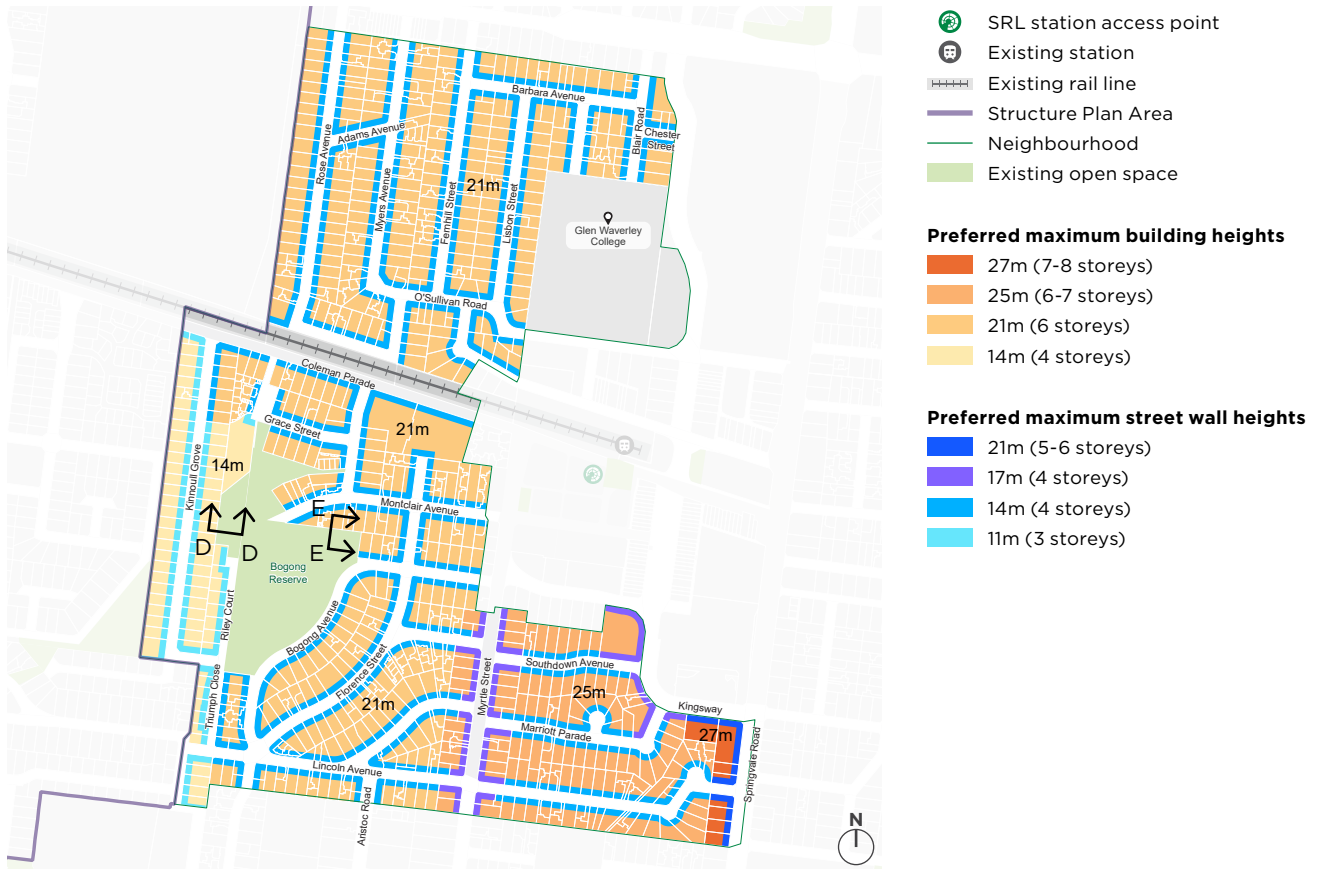 Barbara Avenue
Blair Road
Chester
Street
Adams Avenue
Rose Avenue
Myers Avenue
Fernhill Street
21m
Lisbon Street
Glen Waverley
College
O'Sullivan Road
Coleman Parade
Grace Street
21m
14m
Kinnoull Grove
Montclair Avenue
E
D
D
E
Bogong
Reserve
Riley Court
Bogong Avenue
Florence Street
Triumph Close
21m
Myrtle Street
Southdown Avenue
25m
Kingsway
Marriott Parade
27m
Springvale Road
Lincoln Avenue
Aristoc Road
N
SRL station access point
Existing station
Existing rail line
Structure Plan Area
Neighbourhood
Existing open space
Preferred maximum building heights
27m (7-8 storeys)
25m (6-7 storeys)
21m (6 storeys)
14m (4 storeys)
Preferred maximum street wall heights
21m (5-6 storeys)
17m (4 storeys)
14m (4 storeys)
11m (3 storeys)